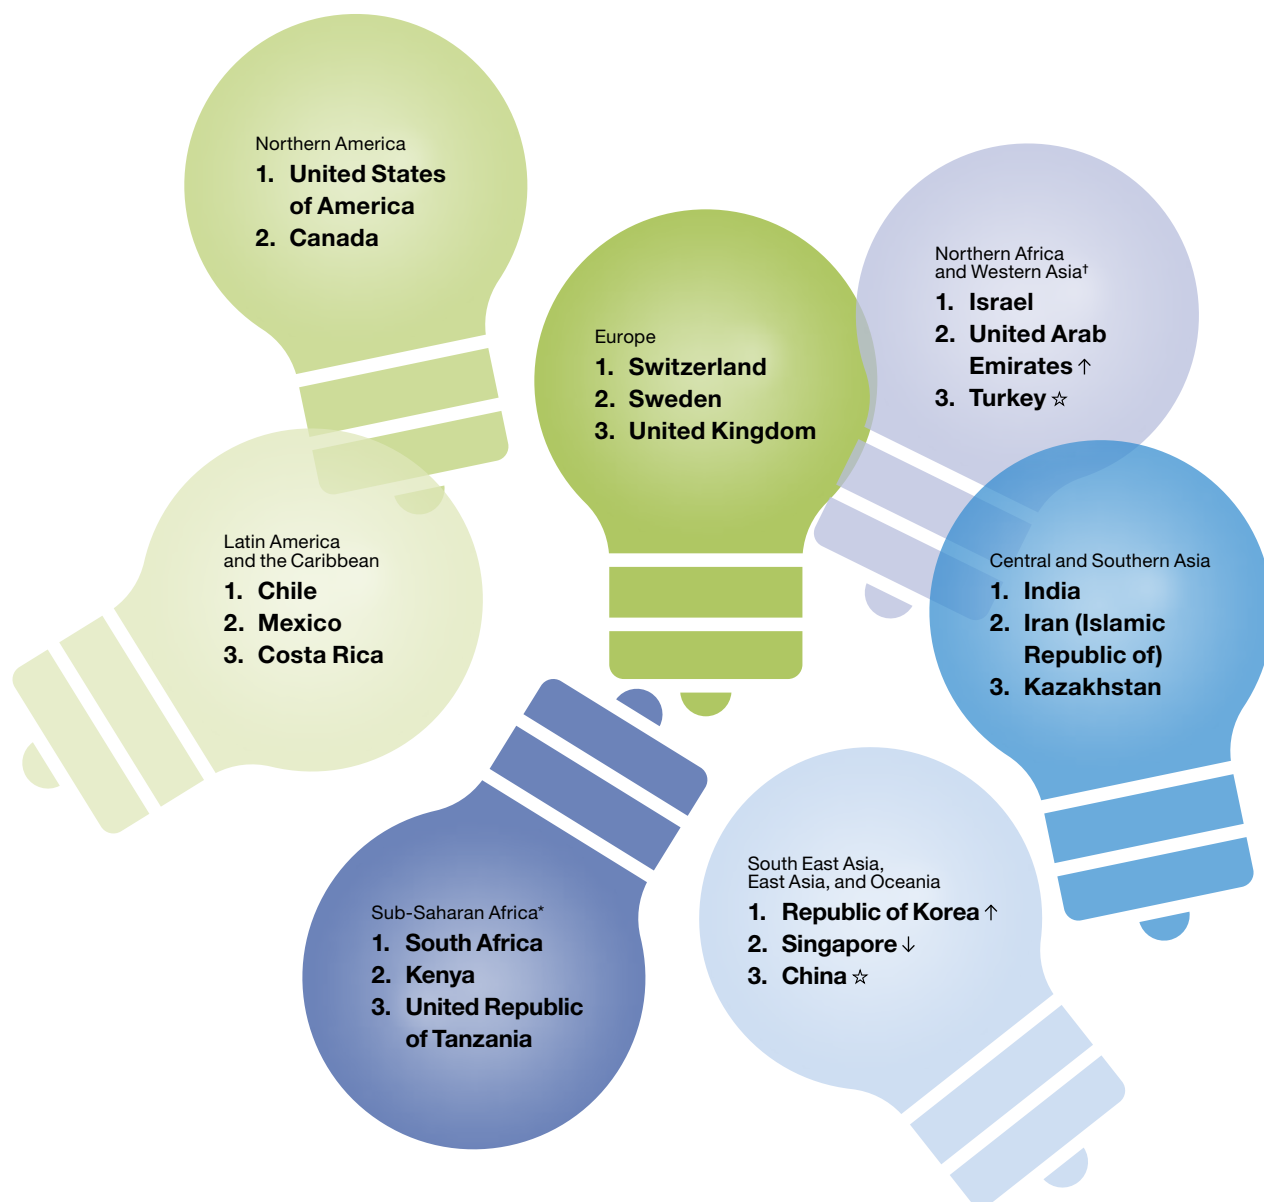 Northern America
1. United States
of America
2. Canada
Northern Africa
and Western Asia†
1. Israel
2. United Arab
Emirates ↑
3. Turkey ☆
Europe
1. Switzerland
2. Sweden
3. United Kingdom
Latin America
and the Caribbean
1. Chile
2. Mexico
3. Costa Rica
Central and Southern Asia
1. India
2. Iran (Islamic
Republic of)
3. Kazakhstan
Sub-Saharan Africa*
1. South Africa
2. Kenya
3. United Republic
of Tanzania
South East Asia,
East Asia, and Oceania
1. Republic of Korea ↑
2. Singapore ↓
3. China ☆